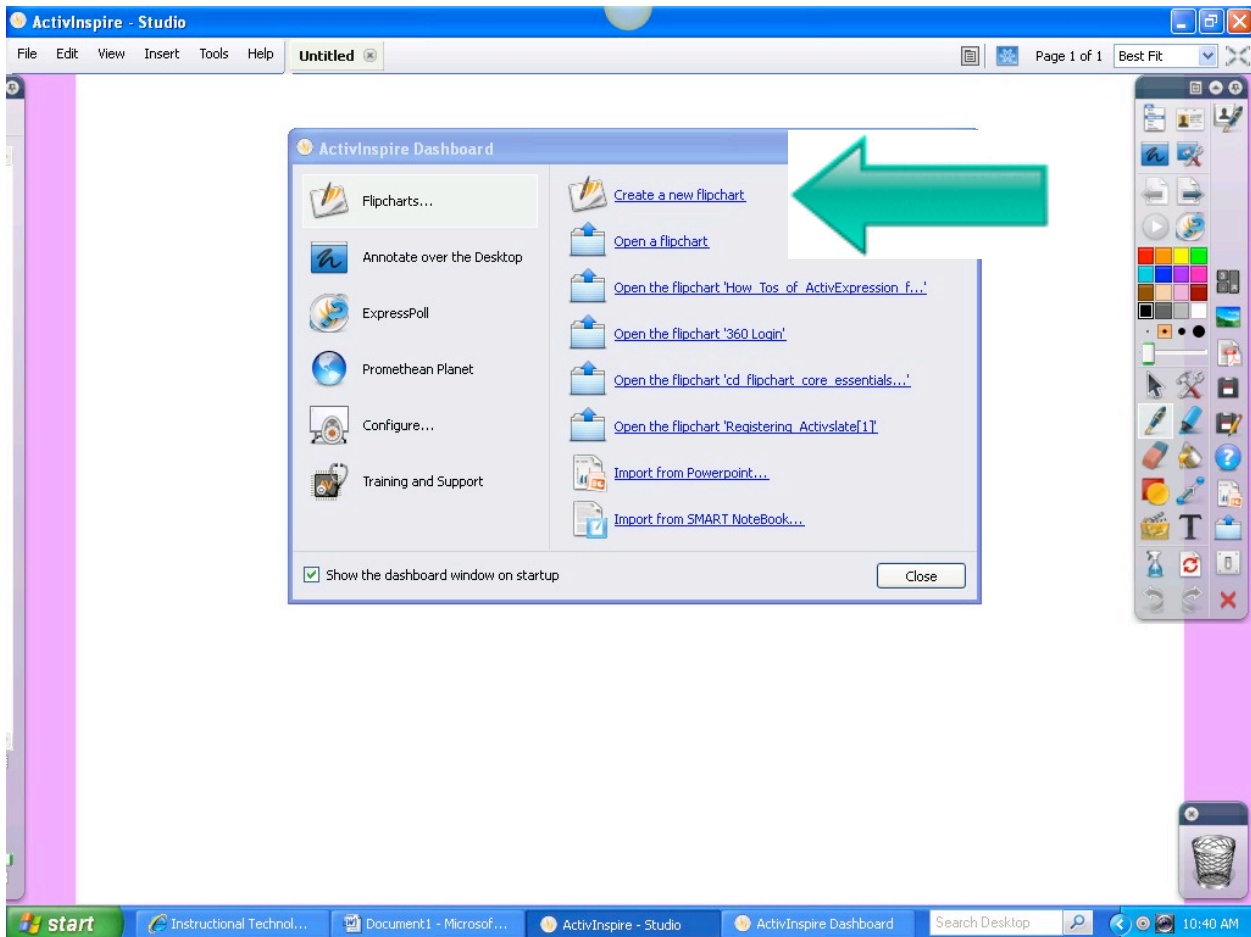 ActivInspire - Studio
File Edit View Insert Tools Help Untitled Page 1 of 1 Best Fit
ActivInspire Dashboard
Flipcharts...
Annotate over the Desktop
ExpressPoll
Promethean Planet
Configure...
Training and Support
Create a new flipchart
Open a flipchart
Open the flipchart 'How_Tos_of_ActivExpression_f...'
Open the flipchart '360 Login'
Open the flipchart 'cd_flipchart_core_essentials...'
Open the flipchart 'Registering_Activslate[1]'
Import from Powerpoint...
Import from SMART NoteBook...
Show the dashboard window on startup
Close
start Instructional Technol... Document1 - Microsof... ActivInspire - Studio ActivInspire Dashboard Search Desktop 10:40 AM